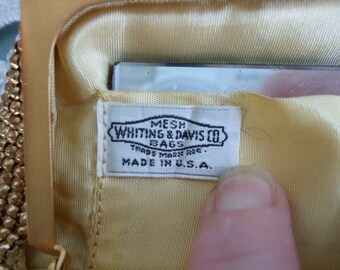 MESH
WHITING & DAVIS CO
BAGS
TRADE MARK REG.
MADE IN U.S.A.